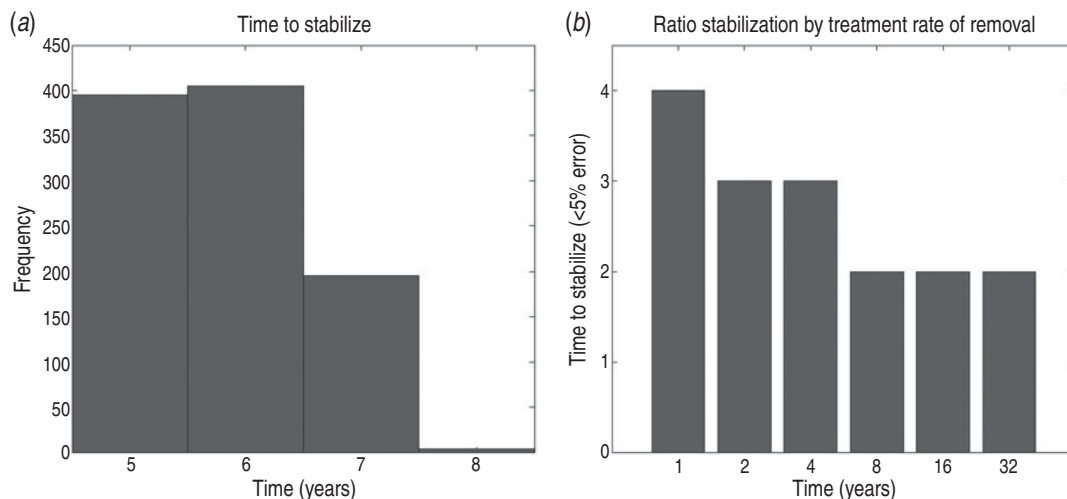 (a)
Time to stabilize
450
400
350
300
250
200
150
100
50
0
Frequency
5 6 7 8
Time (years)
(b)
Ratio stabilization by treatment rate of removal
4
3
2
1
0
Time to stabilize (<5% error)
1 2 4 8 16 32
Time (years)